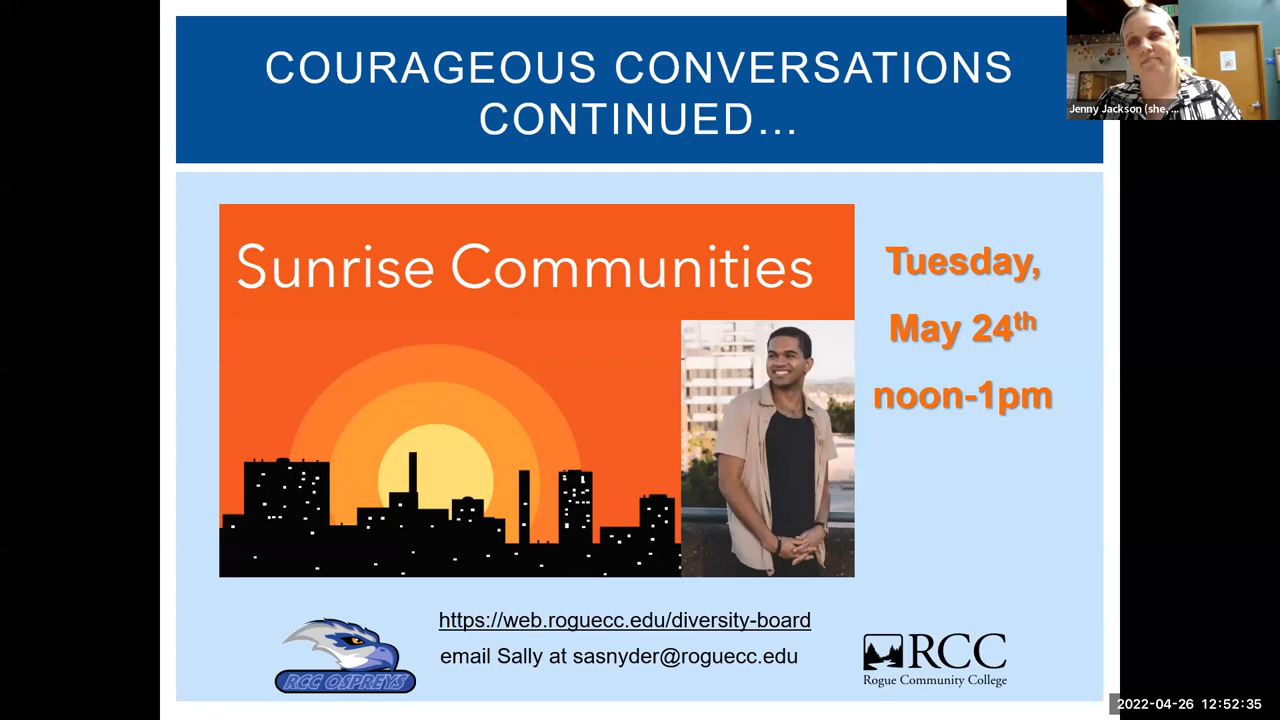 COURAGEOUS CONVERSATIONS
CONTINUED...
Jenny Jackson (she, ...
Sunrise Communities
Tuesday,
May 24th
noon-1pm
https://web.roguecc.edu/diversity-board
email Sally at sasnyder@roguecc.edu
RCC OSPREYS
RCC
Rogue Community College
2022-04-26 12:52:35